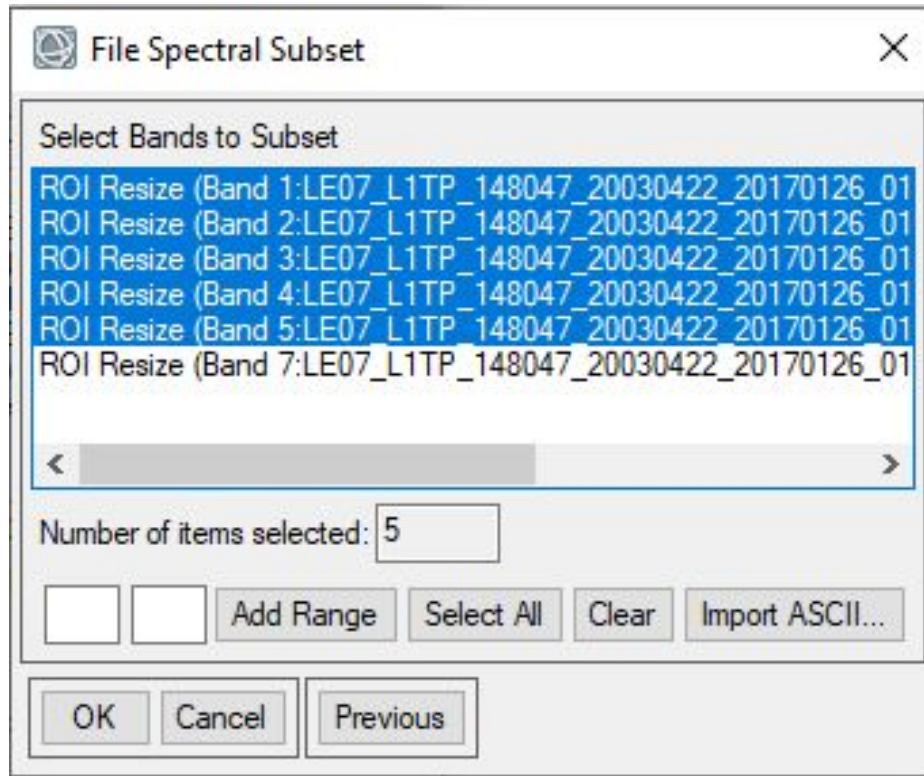 File Spectral Subset
Select Bands to Subset
ROI Resize (Band 1:LE07_L1TP_148047_20030422_20170126_01
ROI Resize (Band 2:LE07_L1TP_148047_20030422_20170126_01
ROI Resize (Band 3:LE07_L1TP_148047_20030422_20170126_01
ROI Resize (Band 4:LE07_L1TP_148047_20030422_20170126_01
ROI Resize (Band 5:LE07_L1TP_148047_20030422_20170126_01
ROI Resize (Band 7:LE07_L1TP_148047_20030422_20170126_01
Number of items selected: 5
Add Range Select All Clear Import ASCII...
OK Cancel Previous